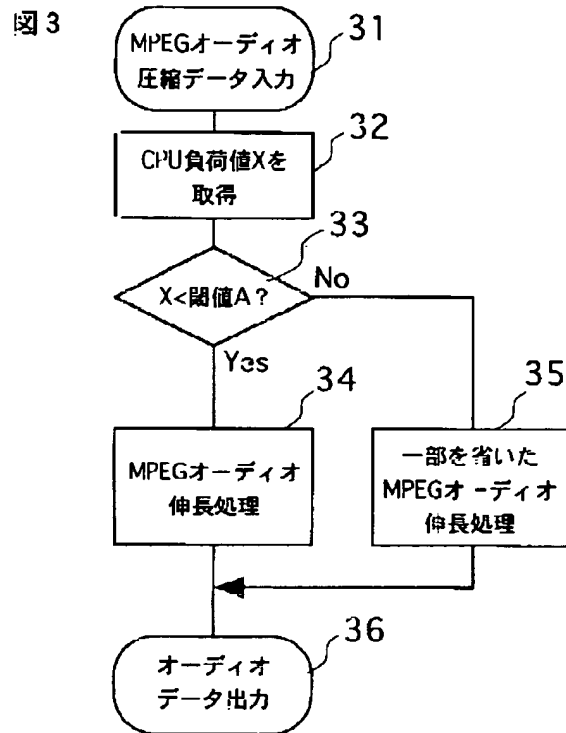 図3
MPEGオーディオ
圧縮データ入力
31
CPU負荷値Xを
取得
32
X<閾値A?
33
No
Yes
MPEGオーディオ
伸長処理
34
一部を省いた
MPEGオーディオ
伸長処理
35
オーディオ
データ出力
36